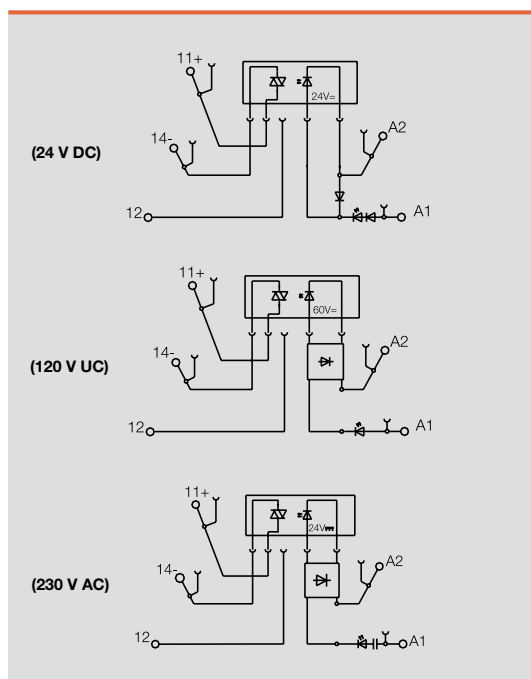 11+
A2
24V=
14-
(24 V DC)
12
A1
11+
A2
60V=
14-
(120 V UC)
12
A1
11+
A2
24V
14-
(230 V AC)
12
A1